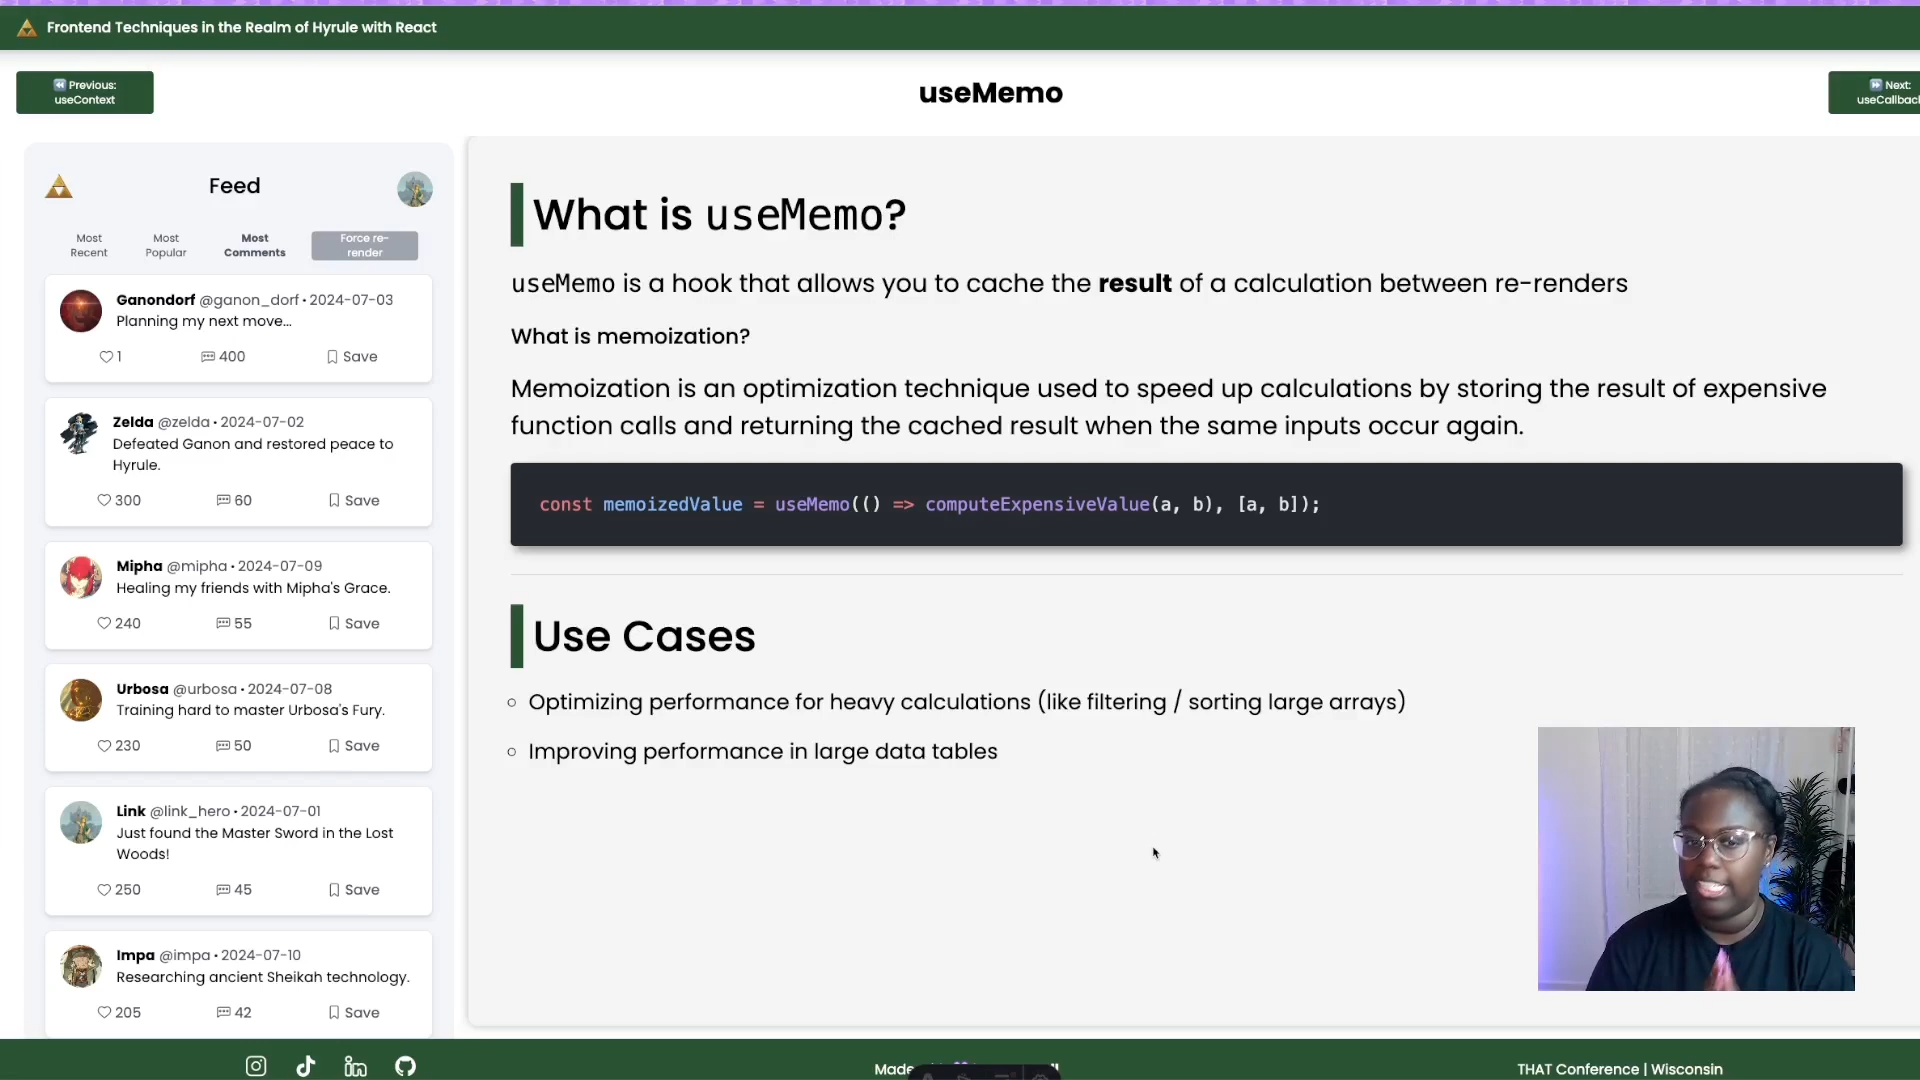 Frontend Techniques in the Realm of Hyrule with React
Previous:
useContext
useMemo
Next:
Feed
Most
Recent
Most
Popular
Most
Comments
Force re-
render
Ganondorf @ganon_dorf • 2024-07-03
Planning my next move...
1
400
Save
Zelda @zelda • 2024-07-02
Defeated Ganon and restored peace to
Hyrule.
300
60
Save
Mipha @mipha • 2024-07-09
Healing my friends with Mipha's Grace.
240
55
Save
Urbosa @urbosa • 2024-07-08
Training hard to master Urbosa's Fury.
230
50
Save
Link @link_hero • 2024-07-01
Just found the Master Sword in the Lost
Woods!
250
45
Save
Impa @impa • 2024-07-10
Researching ancient Sheikah technology.
205
42
Save
What is useMemo?
useMemo is a hook that allows you to cache the result of a calculation between re-renders
What is memoization?
Memoization is an optimization technique used to speed up calculations by storing the result of expensive
function calls and returning the cached result when the same inputs occur again.
const memoizedValue = useMemo(() => computeExpensiveValue(a, b), [a, b]);
Use Cases
Optimizing performance for heavy calculations (like filtering / sorting large arrays)
Improving performance in large data tables
Made
THAT Conference | Wisconsin